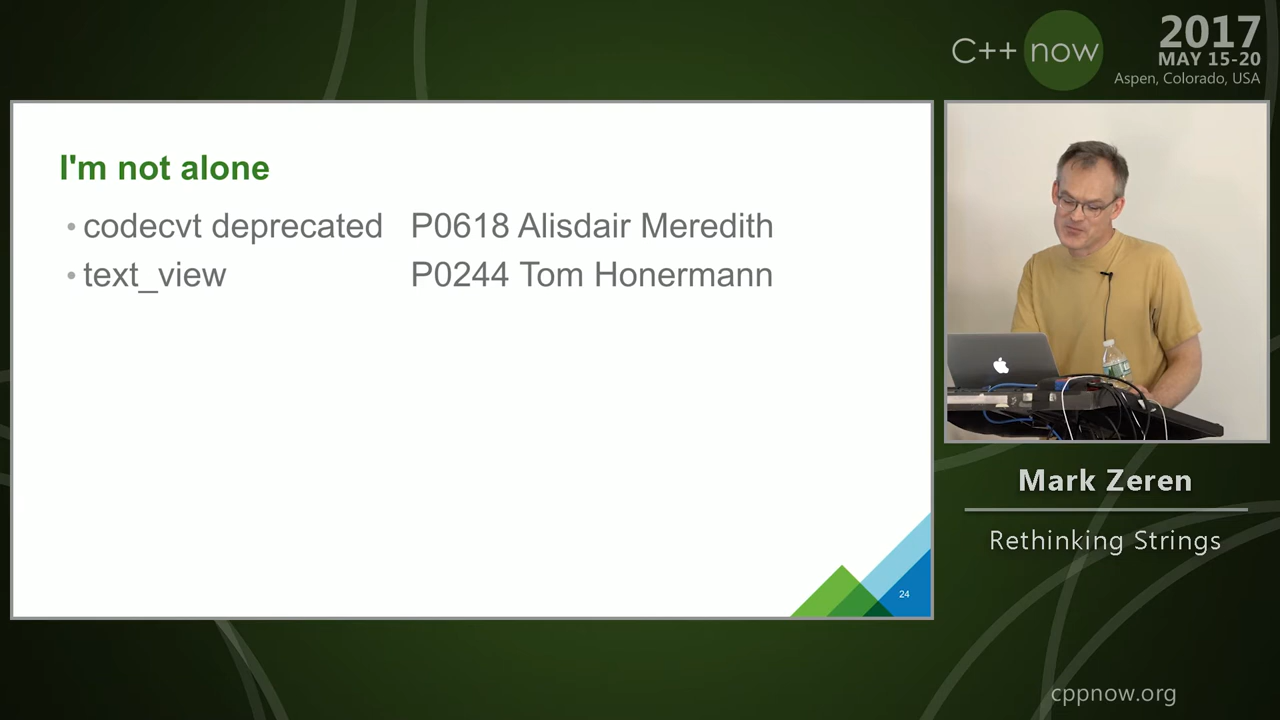 C++ now
2017
MAY 15-20
Aspen, Colorado, USA
I'm not alone
• codecvt deprecated P0618 Alisdair Meredith
• text_view P0244 Tom Honermann
24
Mark Zeren
Rethinking Strings
cppnow.org